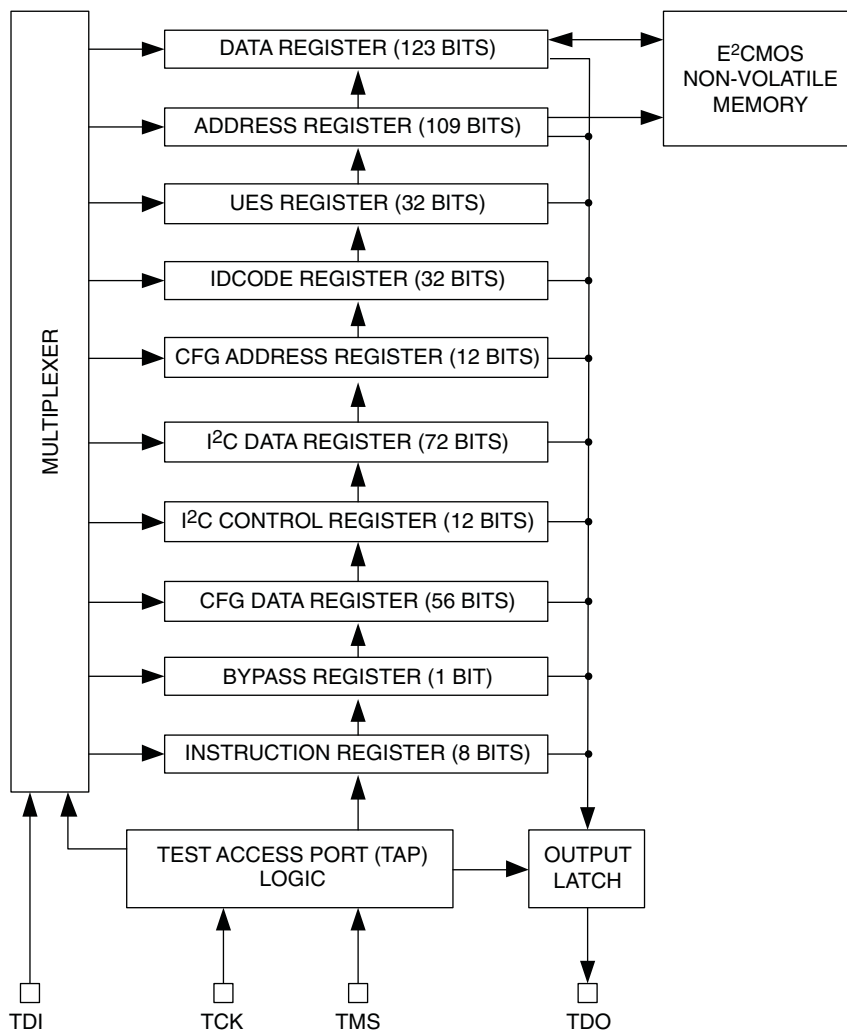 DATA REGISTER (123 BITS)
E²CMOS
NON-VOLATILE
MEMORY
ADDRESS REGISTER (109 BITS)
UES REGISTER (32 BITS)
IDCODE REGISTER (32 BITS)
CFG ADDRESS REGISTER (12 BITS)
MULTIPLEXER
I²C DATA REGISTER (72 BITS)
I²C CONTROL REGISTER (12 BITS)
CFG DATA REGISTER (56 BITS)
BYPASS REGISTER (1 BIT)
INSTRUCTION REGISTER (8 BITS)
TEST ACCESS PORT (TAP)
LOGIC
OUTPUT
LATCH
TDI
TCK
TMS
TDO